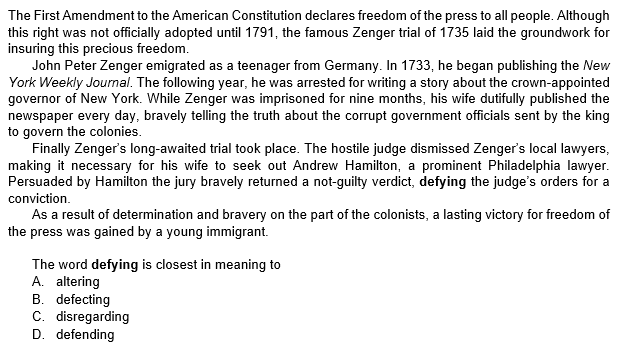 The First Amendment to the American Constitution declares freedom of the press to all people. Although
this right was not officially adopted until 1791, the famous Zenger trial of 1735 laid the groundwork for
insuring this precious freedom.
John Peter Zenger emigrated as a teenager from Germany. In 1733, he began publishing the New
York Weekly Journal. The following year, he was arrested for writing a story about the crown-appointed
governor of New York. While Zenger was imprisoned for nine months, his wife dutifully published the
newspaper every day, bravely telling the truth about the corrupt government officials sent by the king
to govern the colonies.
Finally Zenger's long-awaited trial took place. The hostile judge dismissed Zenger's local lawyers,
making it necessary for his wife to seek out Andrew Hamilton, a prominent Philadelphia lawyer.
Persuaded by Hamilton the jury bravely returned a not-guilty verdict, defying the judge's orders for a
conviction.
As a result of determination and bravery on the part of the colonists, a lasting victory for freedom of
the press was gained by a young immigrant.
The word defying is closest in meaning to
A. altering
B. defecting
C. disregarding
D. defending